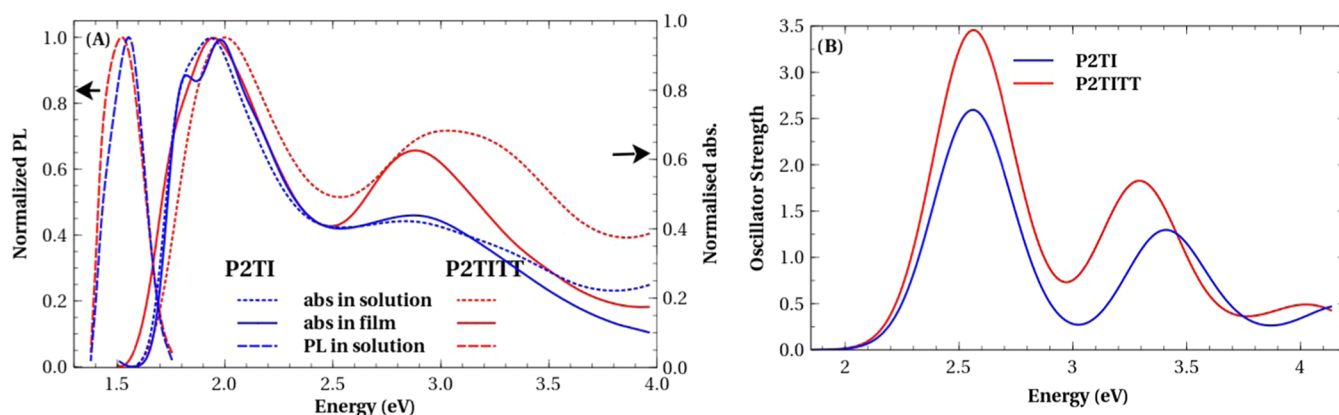 (A)
Normalized PL
1.0
0.8
0.6
0.4
0.2
0.0
1.5
2.0
2.5
3.0
3.5
4.0
Energy (eV)
1.0
0.8
0.6
0.4
0.2
0.0
Normalised abs.
P2TI P2TITT
abs in solution
abs in film
PL in solution
(B)
Oscillator Strength
3.5
3.0
2.5
2.0
1.5
1.0
0.5
0.0
2
2.5
3
3.5
4
Energy (eV)
P2TI
P2TITT